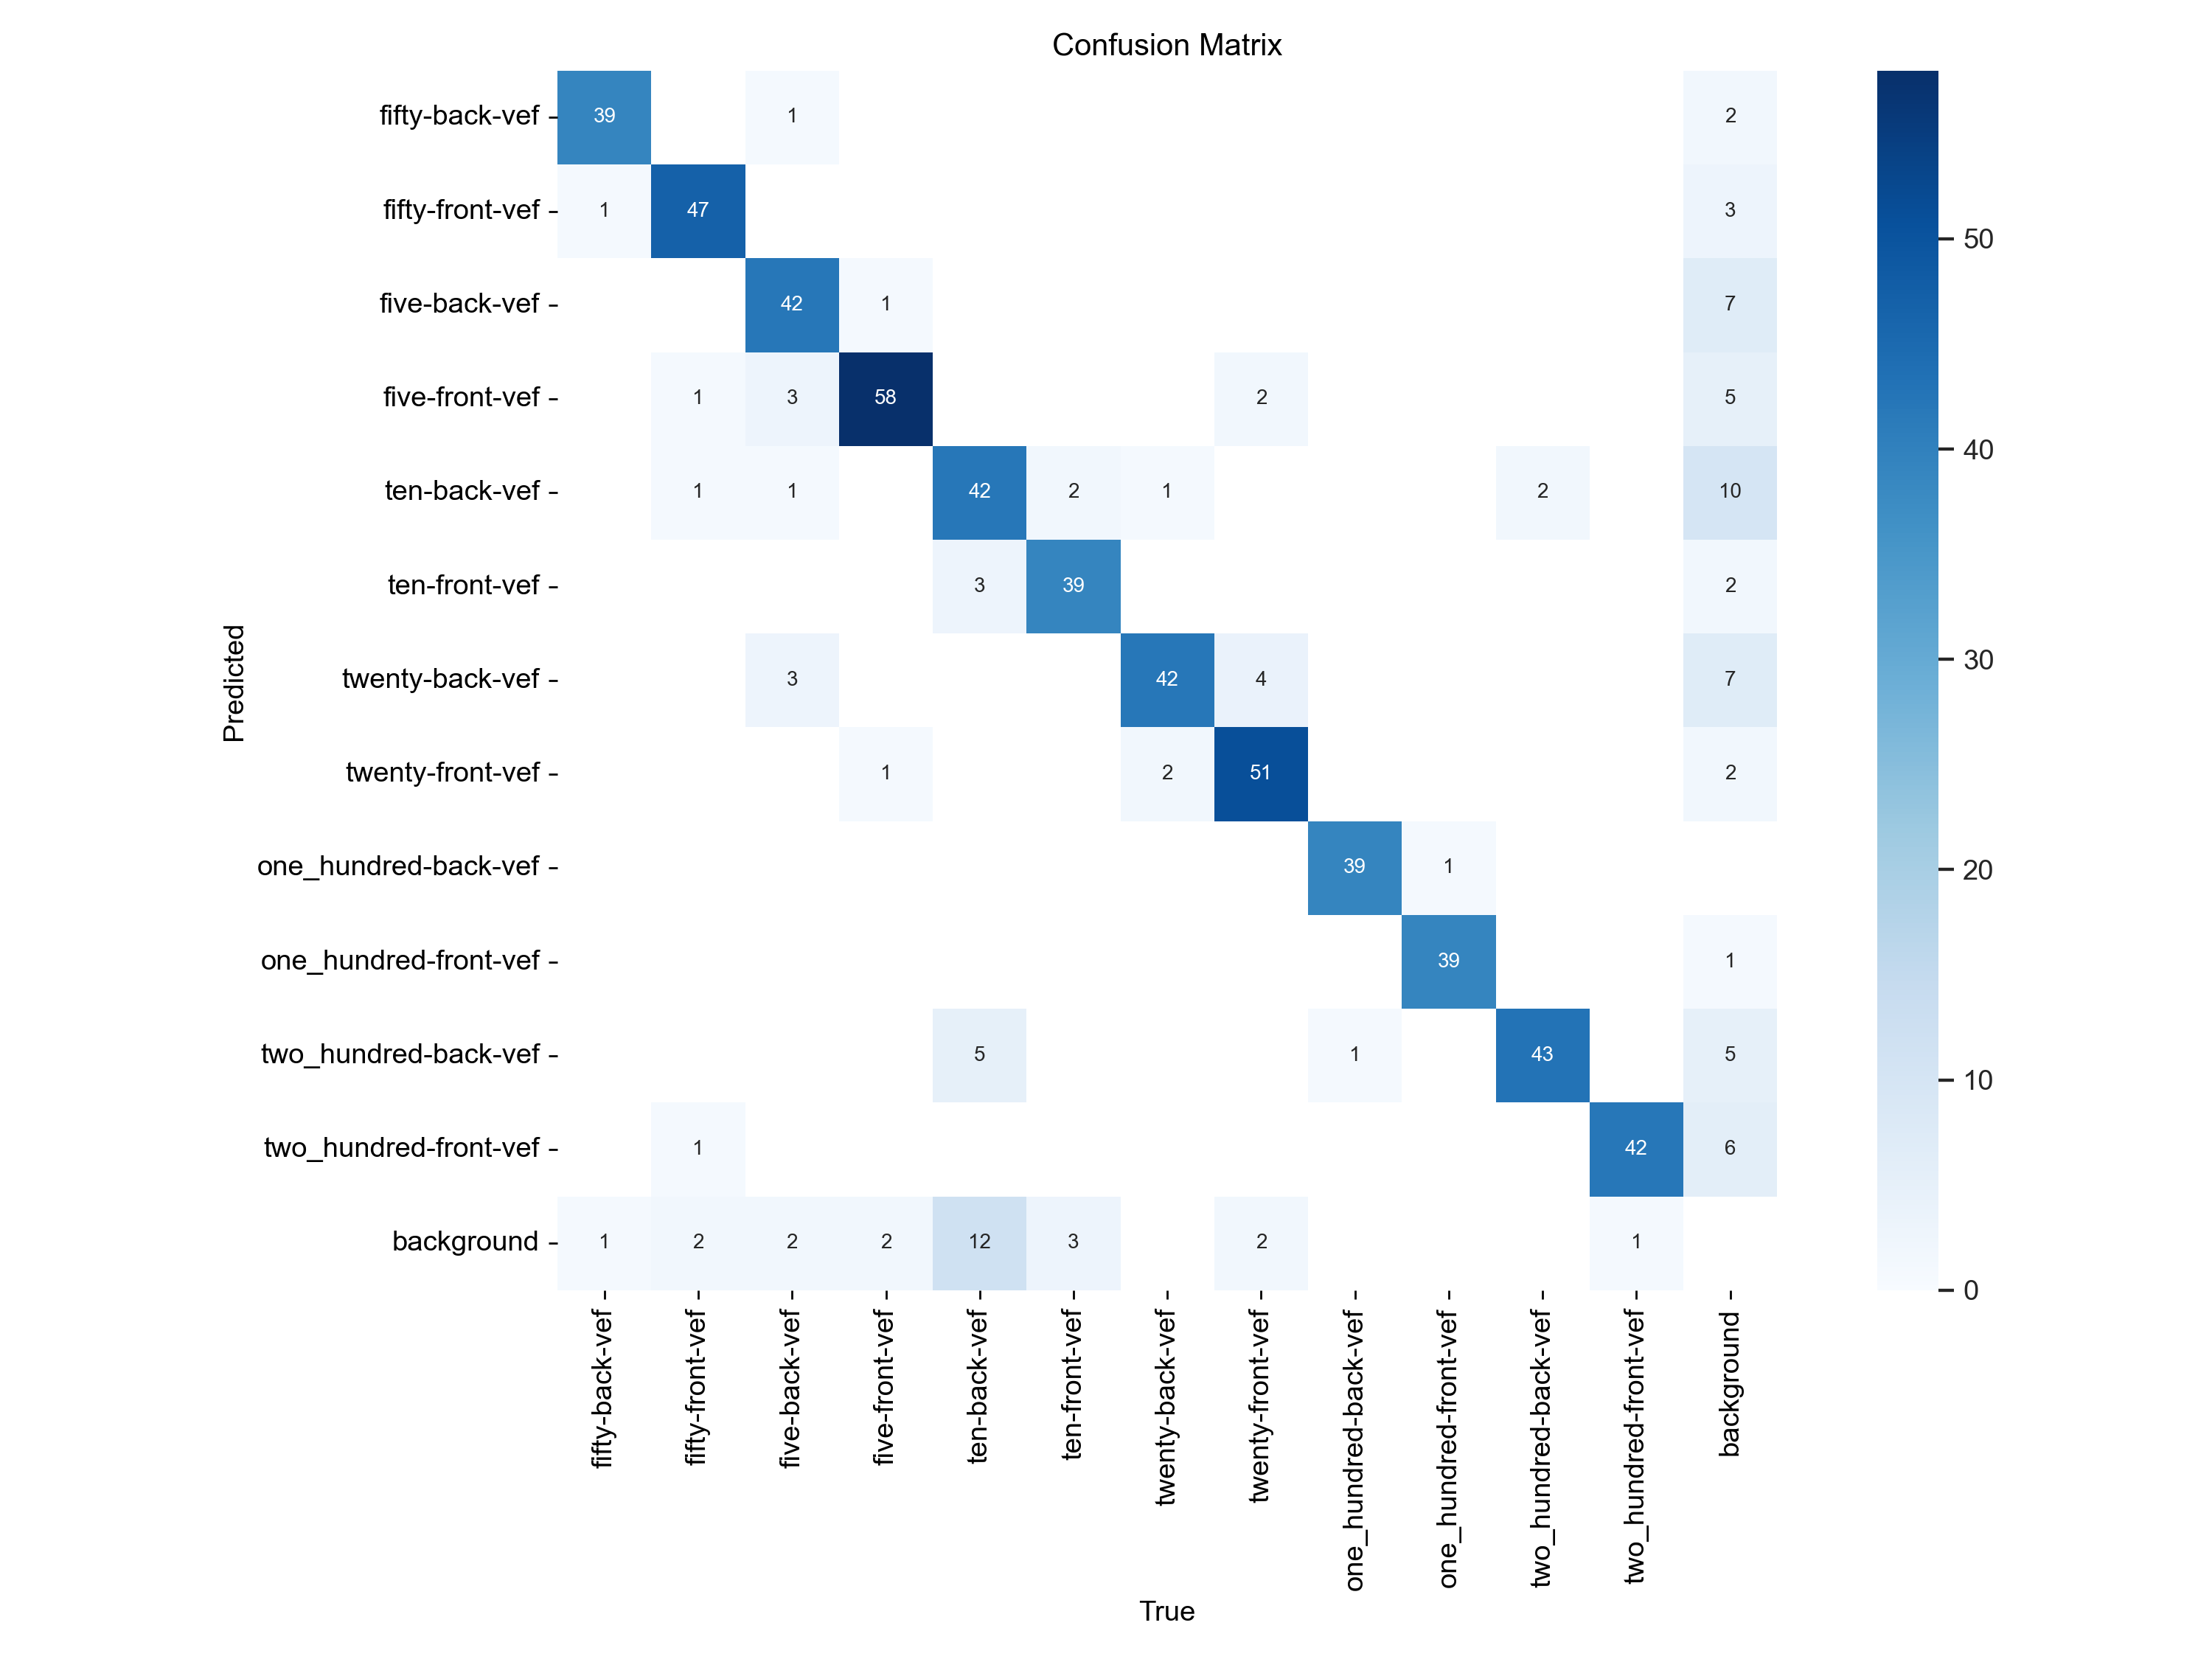 Confusion Matrix
fifty-back-vef 39 1 2
fifty-front-vef 1 47 3
five-back-vef 42 1 7
five-front-vef 1 3 58 2 5
ten-back-vef 1 1 42 2 1 2 10
ten-front-vef 3 39 2
twenty-back-vef 3 42 4 7
twenty-front-vef 1 2 51 2
one_hundred-back-vef 39 1
one_hundred-front-vef 39 1
two_hundred-back-vef 5 1 43 5
two_hundred-front-vef 1 42 6
background 1 2 2 2 12 3 2 1
Predicted
fifty-back-vef
fifty-front-vef
five-back-vef
five-front-vef
ten-back-vef
ten-front-vef
twenty-back-vef
twenty-front-vef
one_hundred-back-vef
one_hundred-front-vef
two_hundred-back-vef
two_hundred-front-vef
background
True
50
40
30
20
10
0